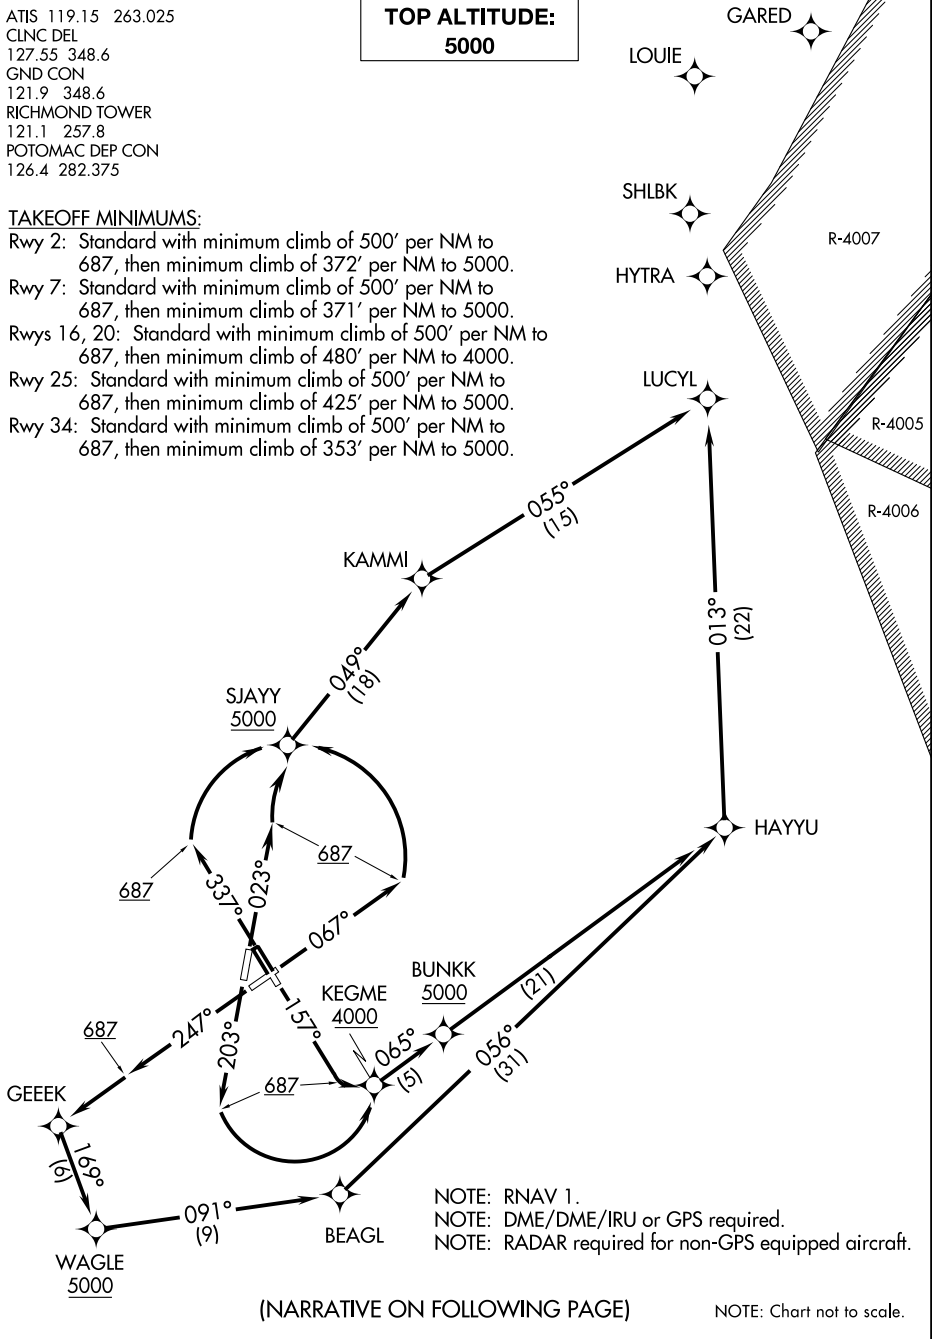 ATIS 119.15 263.025
CLNC DEL
127.55 348.6
GND CON
121.9 348.6
RICHMOND TOWER
121.1 257.8
POTOMAC DEP CON
126.4 282.375
TOP ALTITUDE:
5000
GARED
LOUIE
SHLBK
R-4007
HYTRA
TAKEOFF MINIMUMS:
Rwy 2: Standard with minimum climb of 500' per NM to
687, then minimum climb of 372' per NM to 5000.
Rwy 7: Standard with minimum climb of 500' per NM to
687, then minimum climb of 371' per NM to 5000.
Rwys 16, 20: Standard with minimum climb of 500' per NM to
687, then minimum climb of 480' per NM to 4000.
Rwy 25: Standard with minimum climb of 500' per NM to
687, then minimum climb of 425' per NM to 5000.
Rwy 34: Standard with minimum climb of 500' per NM to
687, then minimum climb of 353' per NM to 5000.
LUCYL
R-4005
R-4006
055°
(15)
KAMMI
013°
(22)
049°
(18)
SJAYY
5000
HAYYU
687
687
337°
023°
067°
BUNKK
5000
(21)
KEGME
4000
157°
247°
203°
687
065°
(5)
056°
(31)
687
GEEEK
169°
(6)
091°
(9)
BEAGL
WAGLE
5000
NOTE: RNAV 1.
NOTE: DME/DME/IRU or GPS required.
NOTE: RADAR required for non-GPS equipped aircraft.
(NARRATIVE ON FOLLOWING PAGE)
NOTE: Chart not to scale.